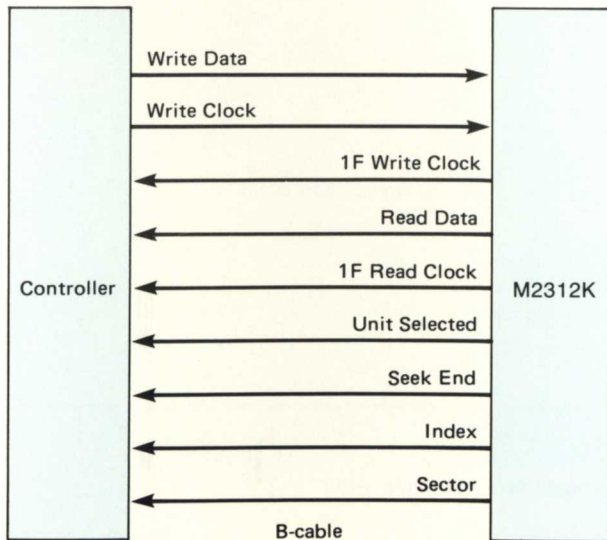 Write Data
Write Clock
1F Write Clock
Read Data
1F Read Clock
Controller
M2312K
Unit Selected
Seek End
Index
Sector
B-cable